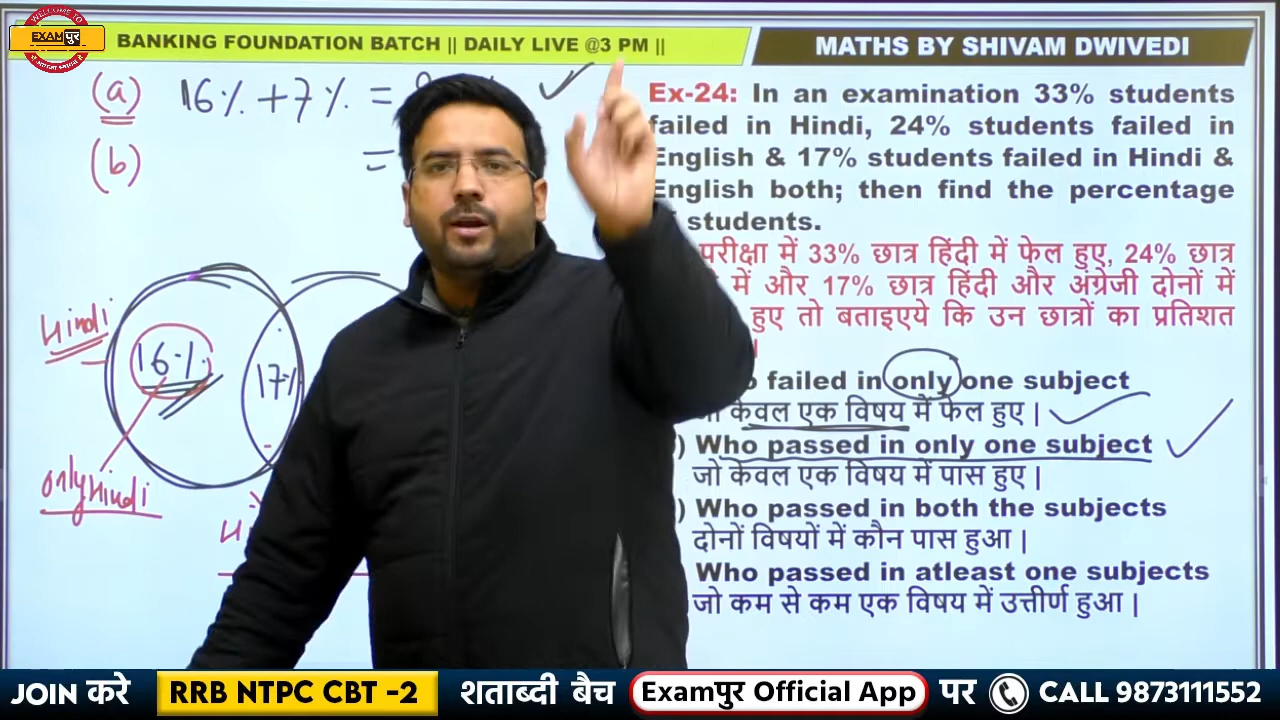 WELCOME TO
EXAMपुर
BANKING FOUNDATION BATCH || DAILY LIVE @3 PM ||
MATHS BY SHIVAM DWIVEDI
(a) 16% + 7% =
(b) =
Hindi
16%
17%
only Hindi
Ex-24: In an examination 33% students
failed in Hindi, 24% students failed in
English & 17% students failed in Hindi &
English both; then find the percentage
students.
परीक्षा में 33% छात्र हिंदी में फेल हुए, 24% छात्र
में और 17% छात्र हिंदी और अंग्रेजी दोनों में
हुए तो बताइएये कि उन छात्रों का प्रतिशत
failed in only one subject
केवल एक विषय में फेल हुए |
) Who passed in only one subject
जो केवल एक विषय में पास हुए |
) Who passed in both the subjects
दोनों विषयों में कौन पास हुआ |
Who passed in atleast one subjects
जो कम से कम एक विषय में उत्तीर्ण हुआ |
JOIN करे RRB NTPC CBT -2 शताब्दी बैच Examपुर Official App पर CALL 9873111552